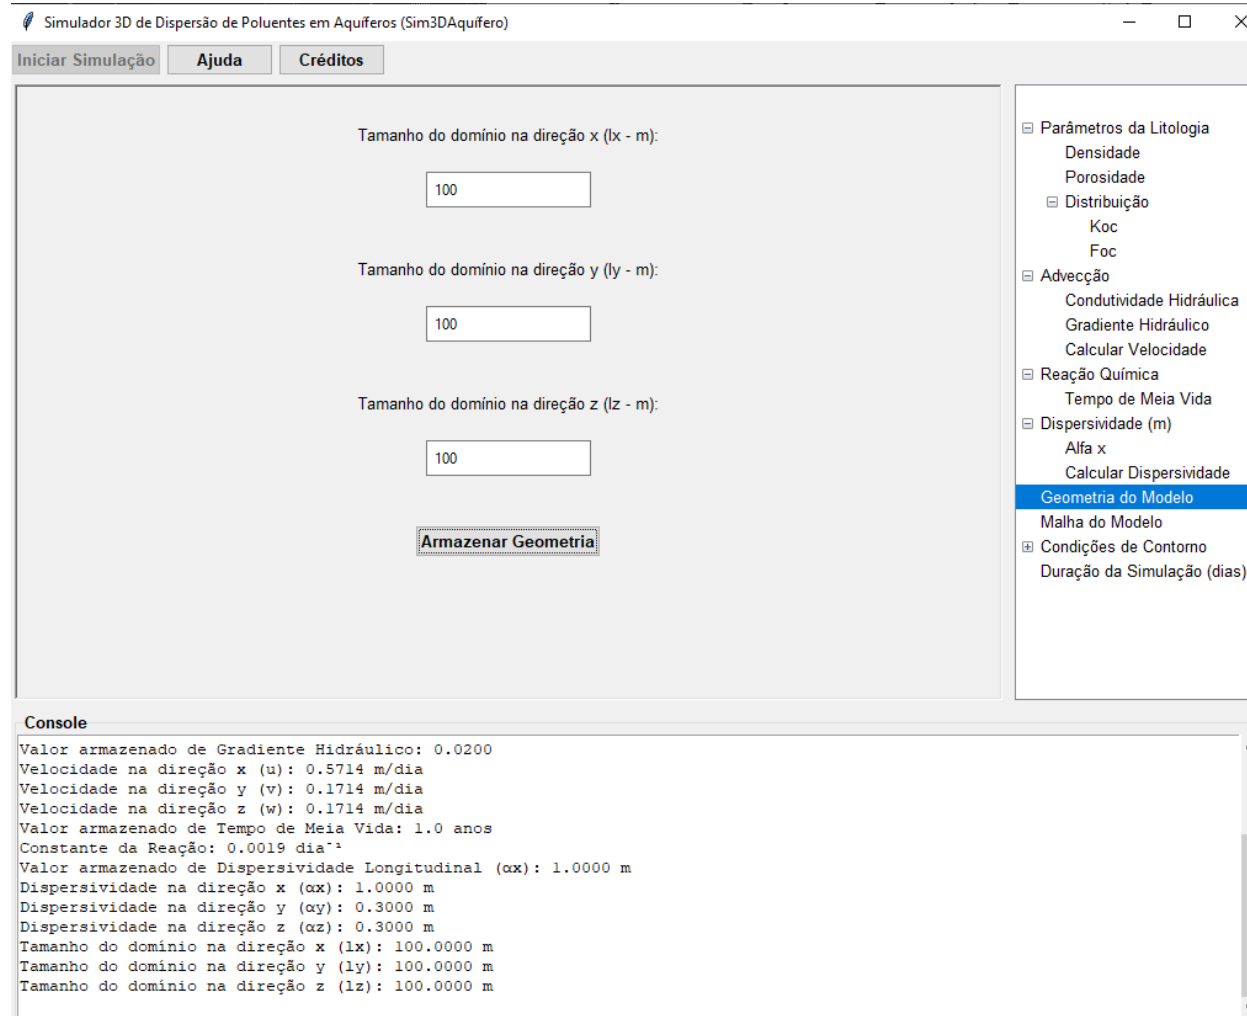 Simulador 3D de Dispersão de Poluentes em Aquíferos (Sim3DAquífero)
Iniciar Simulação Ajuda Créditos
Tamanho do domínio na direção x (lx - m):
100
Tamanho do domínio na direção y (ly - m):
100
Tamanho do domínio na direção z (lz - m):
100
Armazenar Geometria
Parâmetros da Litologia
Densidade
Porosidade
Distribuição
Koc
Foc
Advecção
Condutividade Hidráulica
Gradiente Hidráulico
Calcular Velocidade
Reação Química
Tempo de Meia Vida
Dispersividade (m)
Alfa x
Calcular Dispersividade
Geometria do Modelo
Malha do Modelo
Condições de Contorno
Duração da Simulação (dias)
Console
Valor armazenado de Gradiente Hidráulico: 0.0200
Velocidade na direção x (u): 0.5714 m/dia
Velocidade na direção y (v): 0.1714 m/dia
Velocidade na direção z (w): 0.1714 m/dia
Valor armazenado de Tempo de Meia Vida: 1.0 anos
Constante da Reação: 0.0019 dia⁻¹
Valor armazenado de Dispersividade Longitudinal (αx): 1.0000 m
Dispersividade na direção x (αx): 1.0000 m
Dispersividade na direção y (αy): 0.3000 m
Dispersividade na direção z (αz): 0.3000 m
Tamanho do domínio na direção x (lx): 100.0000 m
Tamanho do domínio na direção y (ly): 100.0000 m
Tamanho do domínio na direção z (lz): 100.0000 m